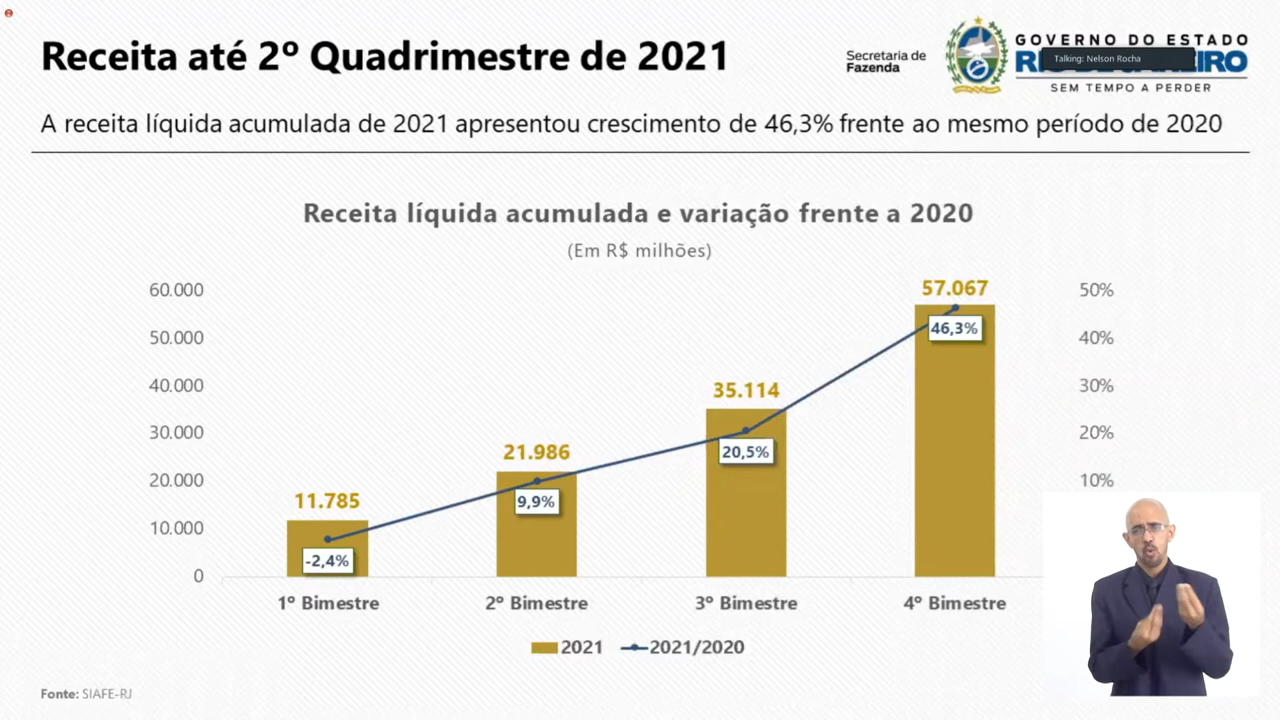 Receita até 2º Quadrimestre de 2021
Secretaria de
Fazenda
GOVERNO DO ESTADO
Talking: Nelson Rocha
SEM TEMPO A PERDER
A receita líquida acumulada de 2021 apresentou crescimento de 46,3% frente ao mesmo período de 2020
Receita líquida acumulada e variação frente a 2020
(Em R$ milhões)
60.000
50.000
40.000
30.000
20.000
10.000
0
11.785
-2,4%
21.986
9,9%
35.114
20,5%
57.067
46,3%
50%
40%
30%
20%
10%
1º Bimestre
2º Bimestre
3º Bimestre
4º Bimestre
2021
2021/2020
Fonte: SIAFE-RJ